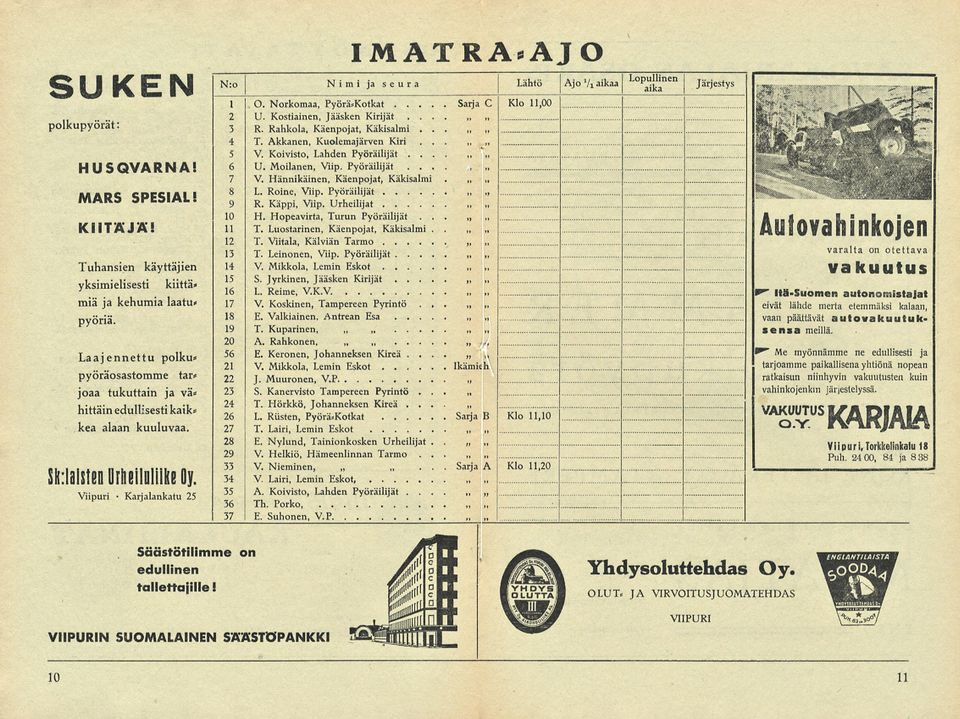 IMATRA-AJO
SUKEN
polkupyörät:
HUSQVARNA!
MARS SPESIAL!
KIITÄJÄ!
Tuhansien käyttäjien
yksimielisesti kiittä-
miä ja kehumia laatu-
pyöriä.
Laajennettu polku-
pyöräosastomme tar-
joaa tukuttain ja vä-
hittäin edullisesti kaik-
kea alaan kuuluvaa.
SK:laisten Urheiluliike Oy.
Viipuri • Karjalankatu 25
N:o Nimi ja seura Lähtö Ajo 1/1 aikaa Lopullinen aika Järjestys
1 O. Norkomaa, Pyörä-Kotkat . . . . . Sarja C Klo 11,00
2 U. Kostiainen, Jääsken Kirijät . . . . „ „
3 R. Rahkola, Käenpojat, Käkisalmi . . . „ „
4 T. Akkanen, Kuolemajärven Kiri . . . „ „
5 V. Koivisto, Lahden Pyöräilijät . . . . „ „
6 U. Moilanen, Viip. Pyöräilijät . . . . „ „
7 V. Hännikäinen, Käenpojat, Käkisalmi . „ „
8 L. Roine, Viip. Pyöräilijät . . . . . . „ „
9 R. Käppi, Viip. Urheilijat . . . . . . „ „
10 H. Hopeavirta, Turun Pyöräilijät . . . „ „
11 T. Luostarinen, Käenpojat, Käkisalmi . . „ „
12 T. Viitala, Kälviän Tarmo . . . . . . „ „
13 T. Leinonen, Viip. Pyöräilijät . . . . . „ „
14 V. Mikkola, Lemin Eskot . . . . . . „ „
15 S. Jyrkinen, Jääsken Kirijät . . . . . „ „
16 L. Reime, V.K.V. . . . . . . . . . „ „
17 V. Koskinen, Tampereen Pyrintö . . . „ „
18 E. Valkiainen, Antrean Esa . . . . . „ „
19 T. Kuparinen, „ „ . . . . . „ „
20 A. Rahkonen, „ „ . . . . . „ „
56 E. Keronen, Johanneksen Kireä . . . . „
21 V. Mikkola, Lemin Eskot . . . . . . Ikämieh
22 J. Muuronen, V.P. . . . . . . . . „
23 S. Kanervisto Tampereen Pyrintö . . . „
24 T. Hörkkö, Johanneksen Kireä . . . . „
26 L. Rüsten, Pyörä-Kotkat . . . . . . Sarja B Klo 11,10
27 T. Lairi, Lemin Eskot . . . . . . . „ „
28 E. Nylund, Tainionkosken Urheilijat . . „ „
29 V. Helkiö, Hämeenlinnan Tarmo . . . „ „
33 V. Nieminen, „ „ . . . Sarja A Klo 11,20
34 V. Lairi, Lemin Eskot, . . . . . . . „ „
35 A. Koivisto, Lahden Pyöräilijät . . . . „ „
36 Th. Porko, . . . . . . . . . . . „ „
37 E. Suhonen, V.P. . . . . . . . . . „ „
Autovahinkojen
varalta on otettava
vakuutus
Itä-Suomen autonomistajat
eivät lähde merta etemmäksi kalaan,
vaan päättävät autovakuutuk-
sensa meillä.
Me myönnämme ne edullisesti ja
tarjoamme paikallisena yhtiönä nopean
ratkaisun niinhyvin vakuutusten kuin
vahinkojenkin järjestelyssä.
VAKUUTUS O.Y. KARJALA
Viipuri, Torkkelinkatu 18
Puh. 24 00, 84 ja 8 38
Säästötilimme on
edullinen
tallettajille!
VIIPURIN SUOMALAINEN SÄÄSTÖPANKKI
YHDYS
OLUTTA
III
Yhdysoluttehdas Oy.
OLUT- JA VIRVOITUSJUOMATEHDAS
VIIPURI
ENGLANTILAISTA
SOODAA
10
11